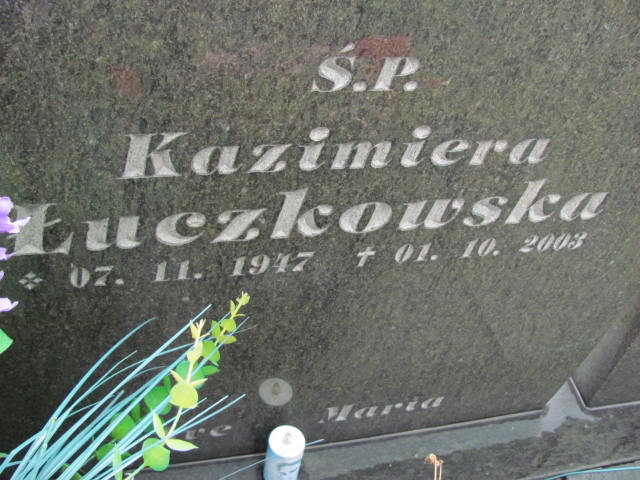 Ś.P.
Kazimiera
Łuczkowska
07. 11. 1947 ✝ 01. 10. 2003
Maria